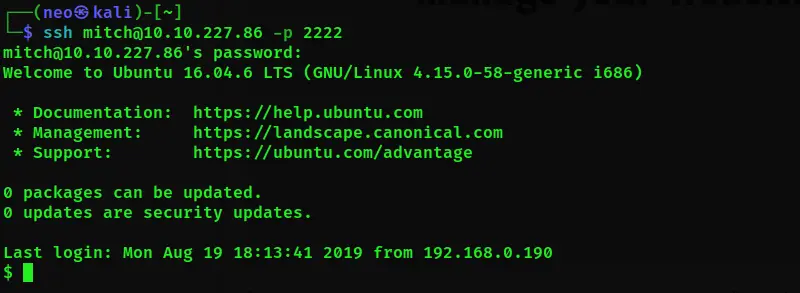 ┌──(neo㉿kali)-[~]
└─$ ssh mitch@10.10.227.86 -p 2222
mitch@10.10.227.86's password:
Welcome to Ubuntu 16.04.6 LTS (GNU/Linux 4.15.0-58-generic i686)
* Documentation:  https://help.ubuntu.com
* Management:     https://landscape.canonical.com
* Support:        https://ubuntu.com/advantage
0 packages can be updated.
0 updates are security updates.
Last login: Mon Aug 19 18:13:41 2019 from 192.168.0.190
$